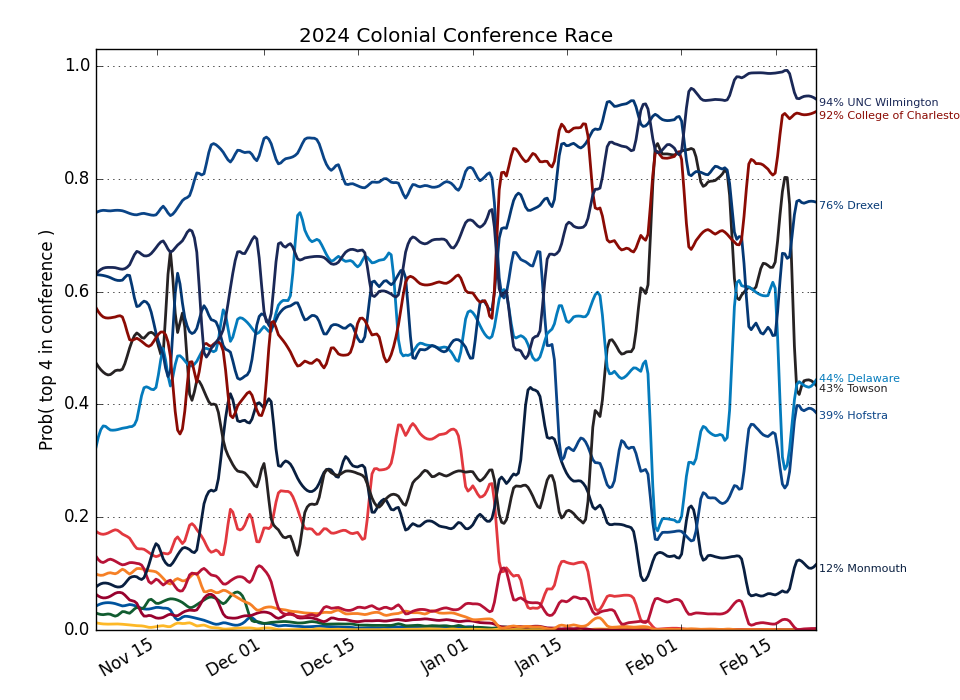 2024 Colonial Conference Race
Prob( top 4 in conference )
1.0
0.8
0.6
0.4
0.2
0.0
94% UNC Wilmington
92% College of Charlesto
76% Drexel
44% Delaware
43% Towson
39% Hofstra
12% Monmouth
Nov 15
Dec 01
Dec 15
Jan 01
Jan 15
Feb 01
Feb 15